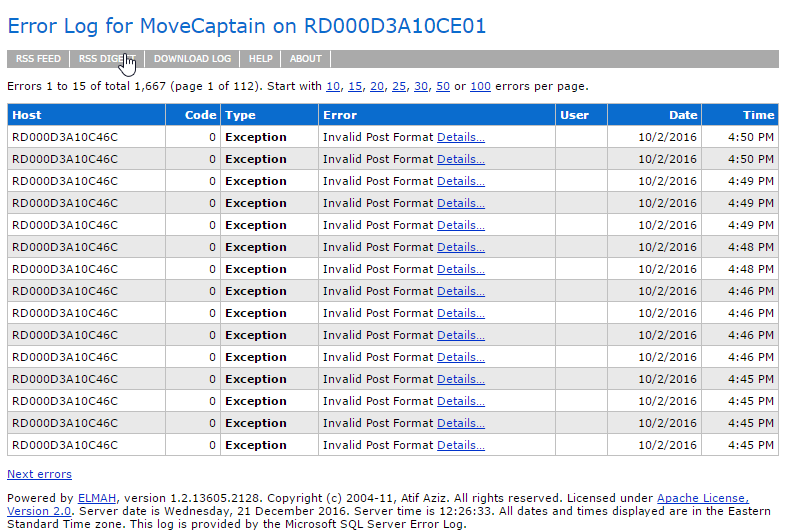 Error Log for MoveCaptain on RD000D3A10CE01
RSS FEED RSS DIGEST DOWNLOAD LOG HELP ABOUT
Errors 1 to 15 of total 1,667 (page 1 of 112). Start with 10, 15, 20, 25, 30, 50 or 100 errors per page.
Host Code Type Error User Date Time
RD000D3A10C46C 0 Exception Invalid Post Format Details... 10/2/2016 4:50 PM
RD000D3A10C46C 0 Exception Invalid Post Format Details... 10/2/2016 4:50 PM
RD000D3A10C46C 0 Exception Invalid Post Format Details... 10/2/2016 4:49 PM
RD000D3A10C46C 0 Exception Invalid Post Format Details... 10/2/2016 4:49 PM
RD000D3A10C46C 0 Exception Invalid Post Format Details... 10/2/2016 4:49 PM
RD000D3A10C46C 0 Exception Invalid Post Format Details... 10/2/2016 4:48 PM
RD000D3A10C46C 0 Exception Invalid Post Format Details... 10/2/2016 4:48 PM
RD000D3A10C46C 0 Exception Invalid Post Format Details... 10/2/2016 4:46 PM
RD000D3A10C46C 0 Exception Invalid Post Format Details... 10/2/2016 4:46 PM
RD000D3A10C46C 0 Exception Invalid Post Format Details... 10/2/2016 4:46 PM
RD000D3A10C46C 0 Exception Invalid Post Format Details... 10/2/2016 4:46 PM
RD000D3A10C46C 0 Exception Invalid Post Format Details... 10/2/2016 4:45 PM
RD000D3A10C46C 0 Exception Invalid Post Format Details... 10/2/2016 4:45 PM
RD000D3A10C46C 0 Exception Invalid Post Format Details... 10/2/2016 4:45 PM
RD000D3A10C46C 0 Exception Invalid Post Format Details... 10/2/2016 4:45 PM
Next errors
Powered by ELMAH, version 1.2.13605.2128. Copyright (c) 2004-11, Atif Aziz. All rights reserved. Licensed under Apache License,
Version 2.0. Server date is Wednesday, 21 December 2016. Server time is 12:26:33. All dates and times displayed are in the Eastern
Standard Time zone. This log is provided by the Microsoft SQL Server Error Log.